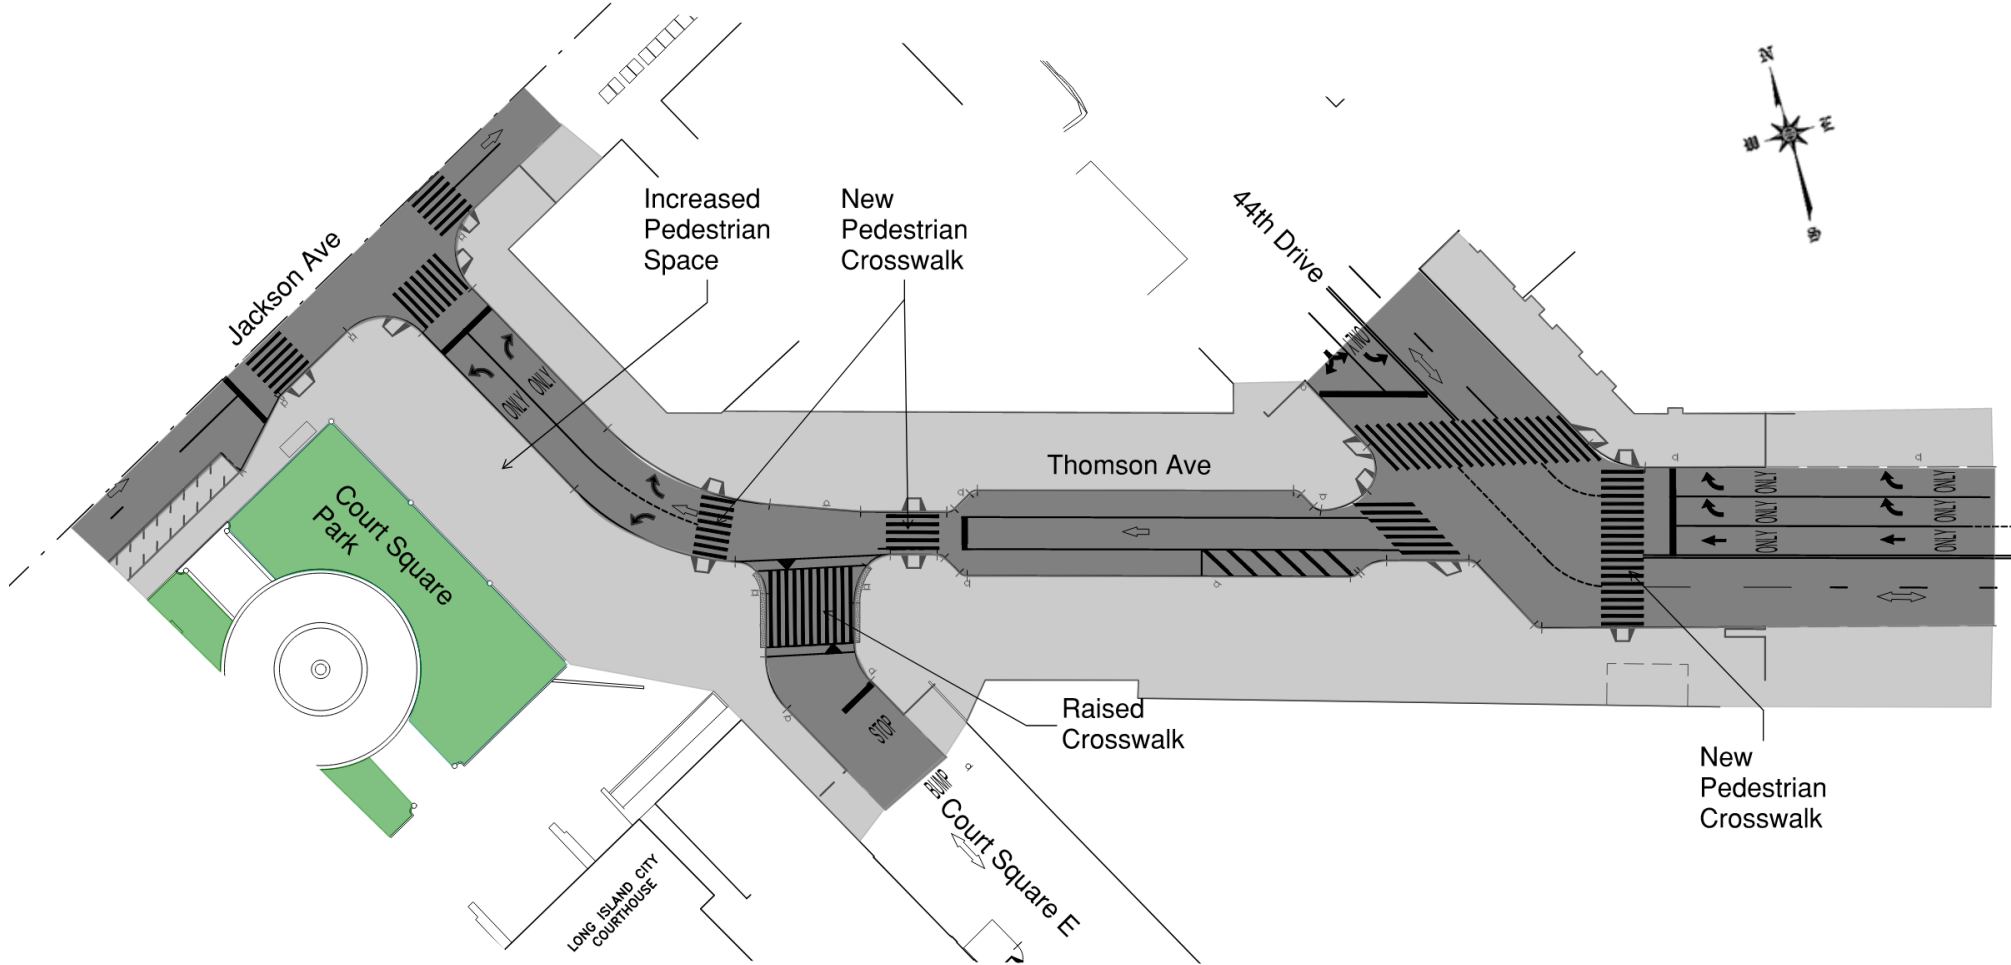 N
Increased
Pedestrian
Space
New
Pedestrian
Crosswalk
44th Drive
Jackson Ave
ONLY
ONLY
ONLY
Thomson Ave
ONLY
ONLY
ONLY
ONLY
ONLY
ONLY
Court Square
Park
STOP
Raised
Crosswalk
BUMP
Court Square E
New
Pedestrian
Crosswalk
LONG ISLAND CITY
COURTHOUSE